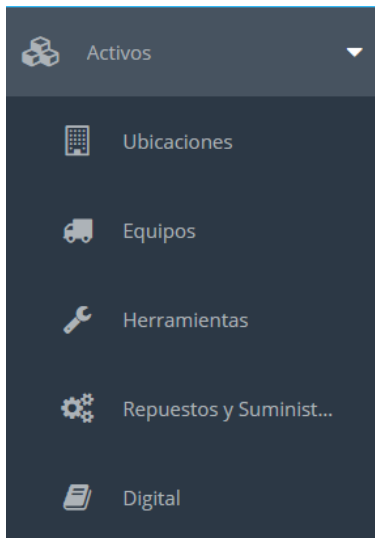 Activos
Ubicaciones
Equipos
Herramientas
Repuestos y Suminist...
Digital